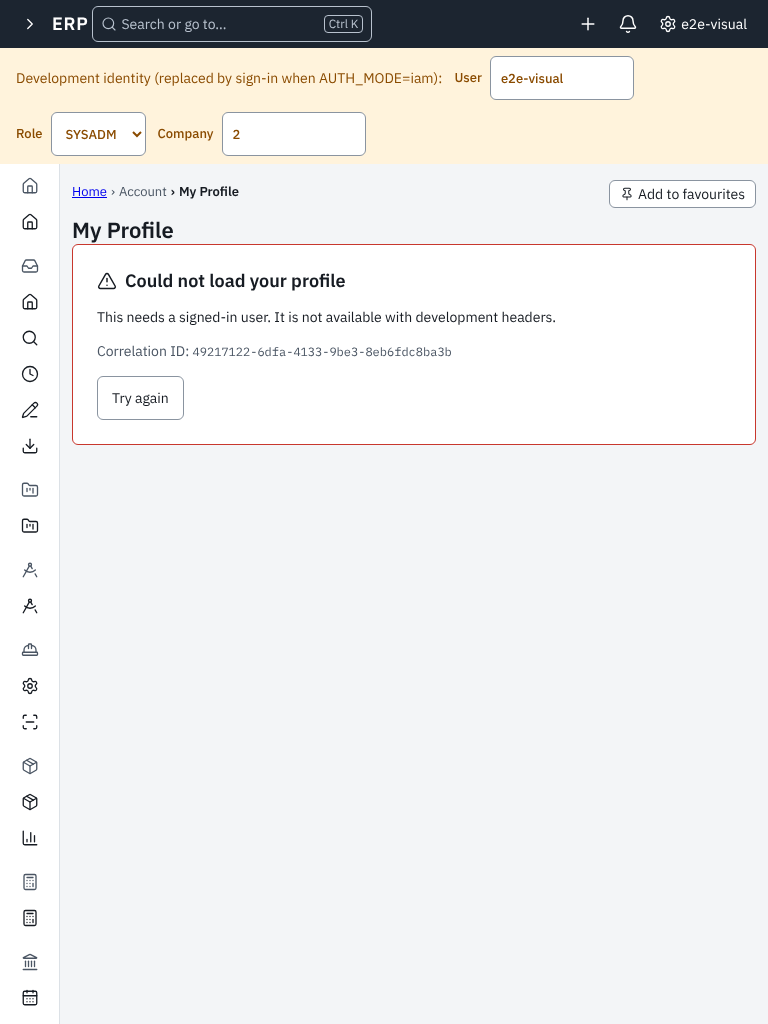 ERP
Search or go to...
Ctrl K
e2e-visual
Development identity (replaced by sign-in when AUTH_MODE=iam):
User
e2e-visual
Role
SYSADM
Company
2
Home › Account › My Profile
Add to favourites
My Profile
Could not load your profile
This needs a signed-in user. It is not available with development headers.
Correlation ID: 49217122-6dfa-4133-9be3-8eb6fdc8ba3b
Try again